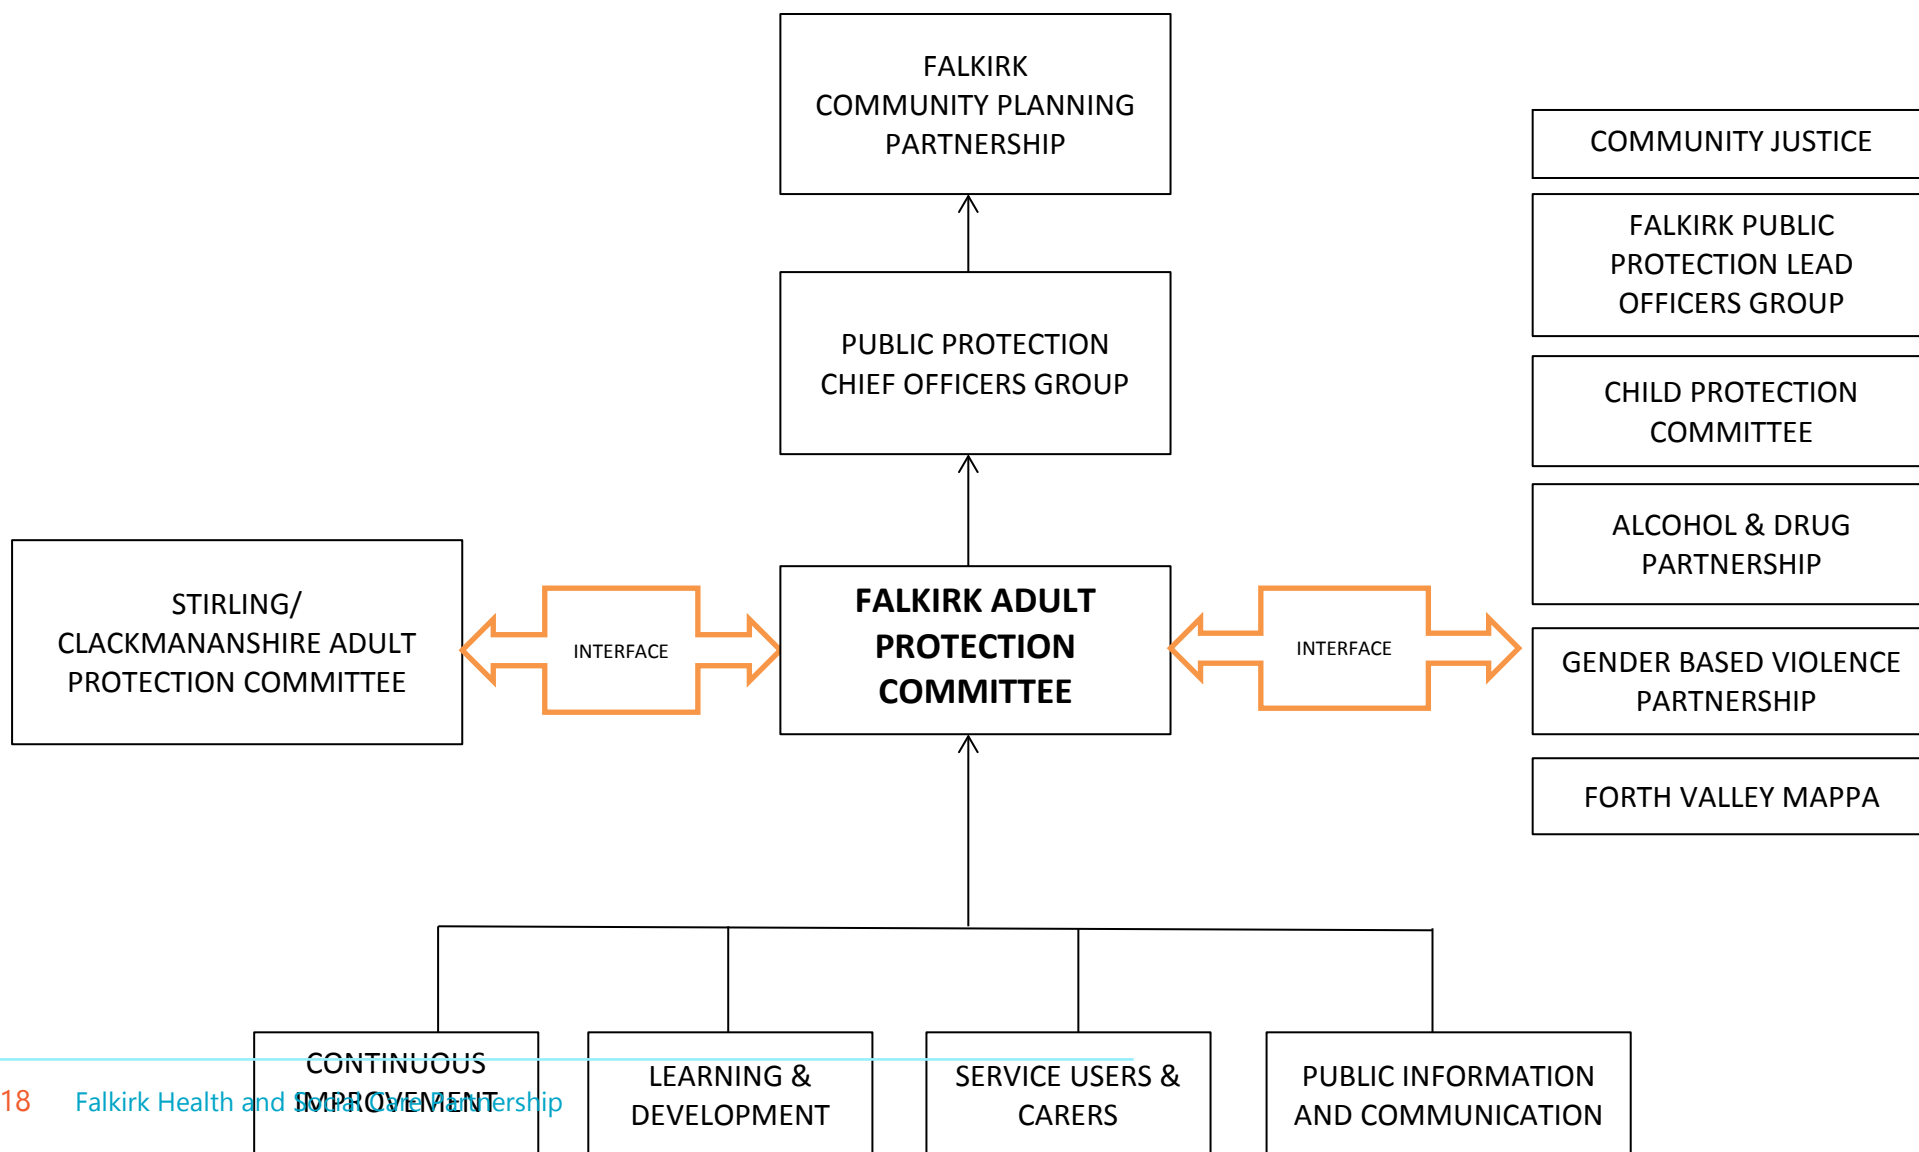 FALKIRK
COMMUNITY PLANNING
PARTNERSHIP
PUBLIC PROTECTION
CHIEF OFFICERS GROUP
COMMUNITY JUSTICE
FALKIRK PUBLIC
PROTECTION LEAD
OFFICERS GROUP
CHILD PROTECTION
COMMITTEE
ALCOHOL & DRUG
PARTNERSHIP
GENDER BASED VIOLENCE
PARTNERSHIP
FORTH VALLEY MAPPA
STIRLING/
CLACKMANANSHIRE ADULT
PROTECTION COMMITTEE
INTERFACE
FALKIRK ADULT
PROTECTION
COMMITTEE
INTERFACE
CONTINUOUS
IMPROVEMENT
LEARNING &
DEVELOPMENT
SERVICE USERS &
CARERS
PUBLIC INFORMATION
AND COMMUNICATION
18 Falkirk Health and Social Care Partnership